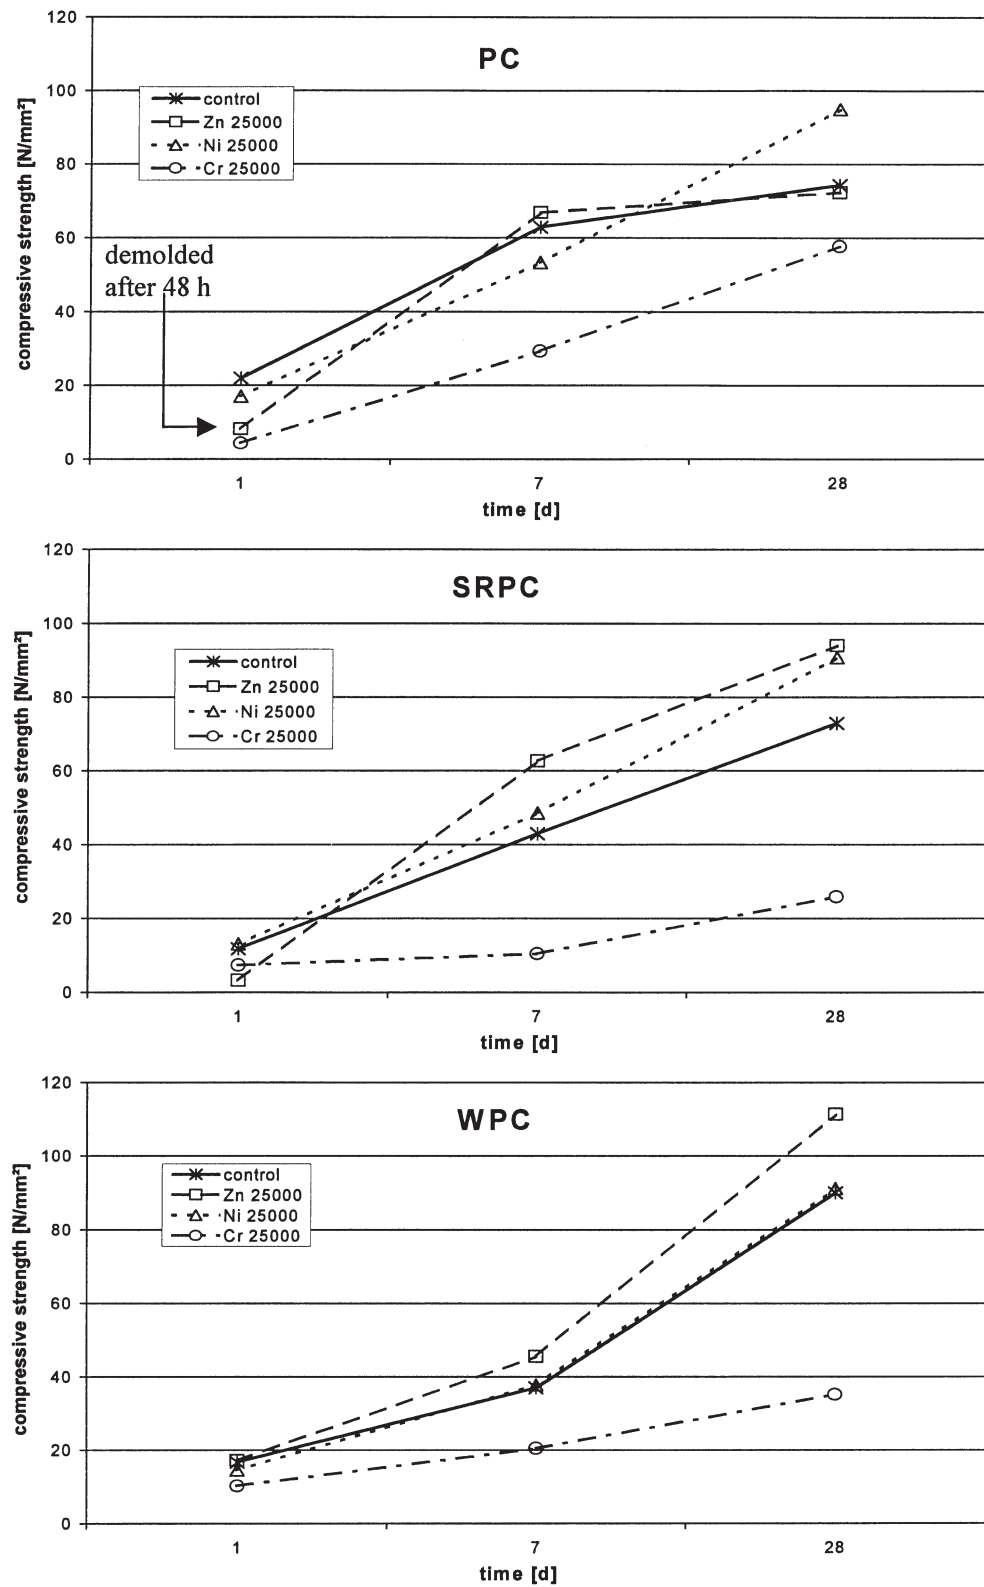 PC
compressive strength [N/mm²]
120
100
80
60
40
20
0
control
Zn 25000
Ni 25000
Cr 25000
demolded
after 48 h
1 7 28
time [d]
SRPC
compressive strength [N/mm²]
120
100
80
60
40
20
0
control
Zn 25000
Ni 25000
Cr 25000
1 7 28
time [d]
WPC
compressive strength [N/mm²]
120
100
80
60
40
20
0
control
Zn 25000
Ni 25000
Cr 25000
1 7 28
time [d]